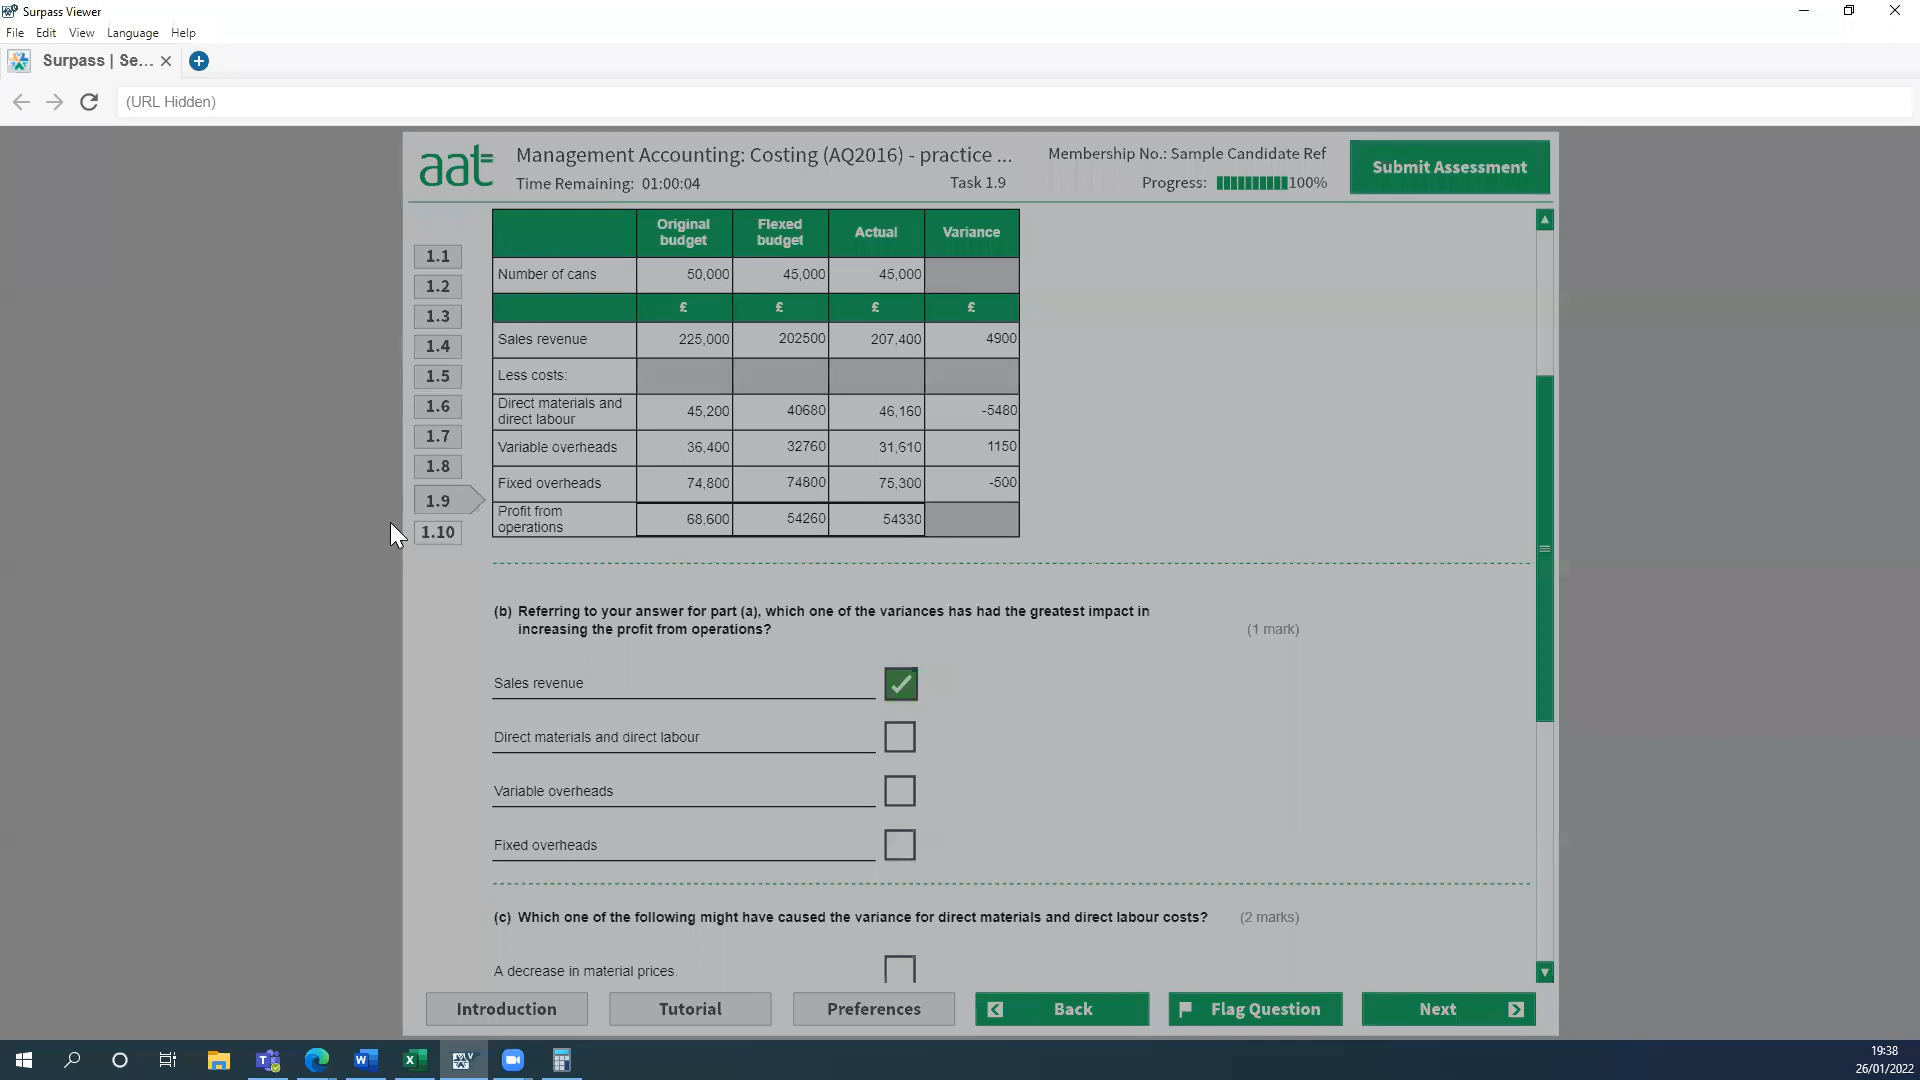 Surpass Viewer
File Edit View Language Help
Surpass | Se...
(URL Hidden)
aat
Management Accounting: Costing (AQ2016) - practice ...
Membership No.: Sample Candidate Ref
Submit Assessment
Time Remaining: 01:00:04
Task 1.9
Progress: 100%
1.1
1.2
1.3
1.4
1.5
1.6
1.7
1.8
1.9
1.10
Original budget Flexed budget Actual Variance
Number of cans 50,000 45,000 45,000
£ £ £ £
Sales revenue 225,000 202500 207,400 4900
Less costs:
Direct materials and direct labour 45,200 40680 46,160 -5480
Variable overheads 36,400 32760 31,610 1150
Fixed overheads 74,800 74800 75,300 -500
Profit from operations 68,600 54260 54330
(b) Referring to your answer for part (a), which one of the variances has had the greatest impact in
increasing the profit from operations? (1 mark)
Sales revenue
Direct materials and direct labour
Variable overheads
Fixed overheads
(c) Which one of the following might have caused the variance for direct materials and direct labour costs? (2 marks)
A decrease in material prices.
Introduction Tutorial Preferences Back Flag Question Next
19:38
26/01/2022